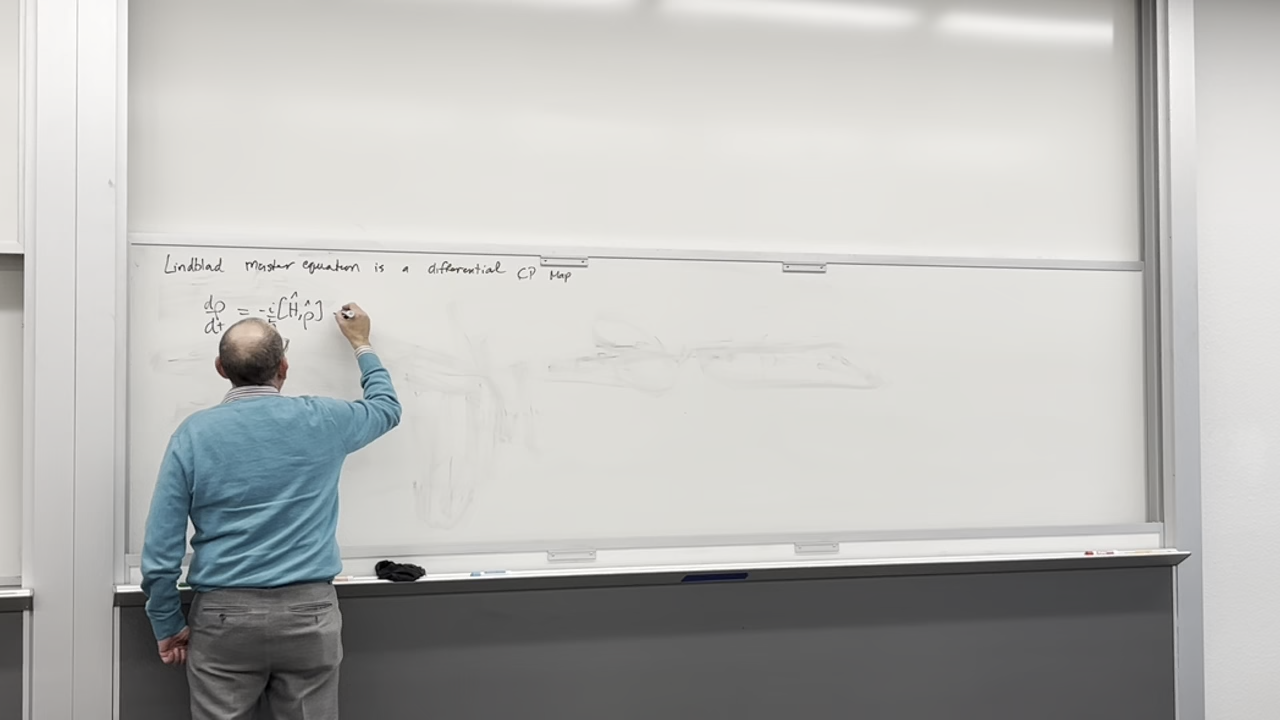 Lindblad master equation is a differential CP Map
dρ/dt = -i/ħ[Ĥ,ρ̂]